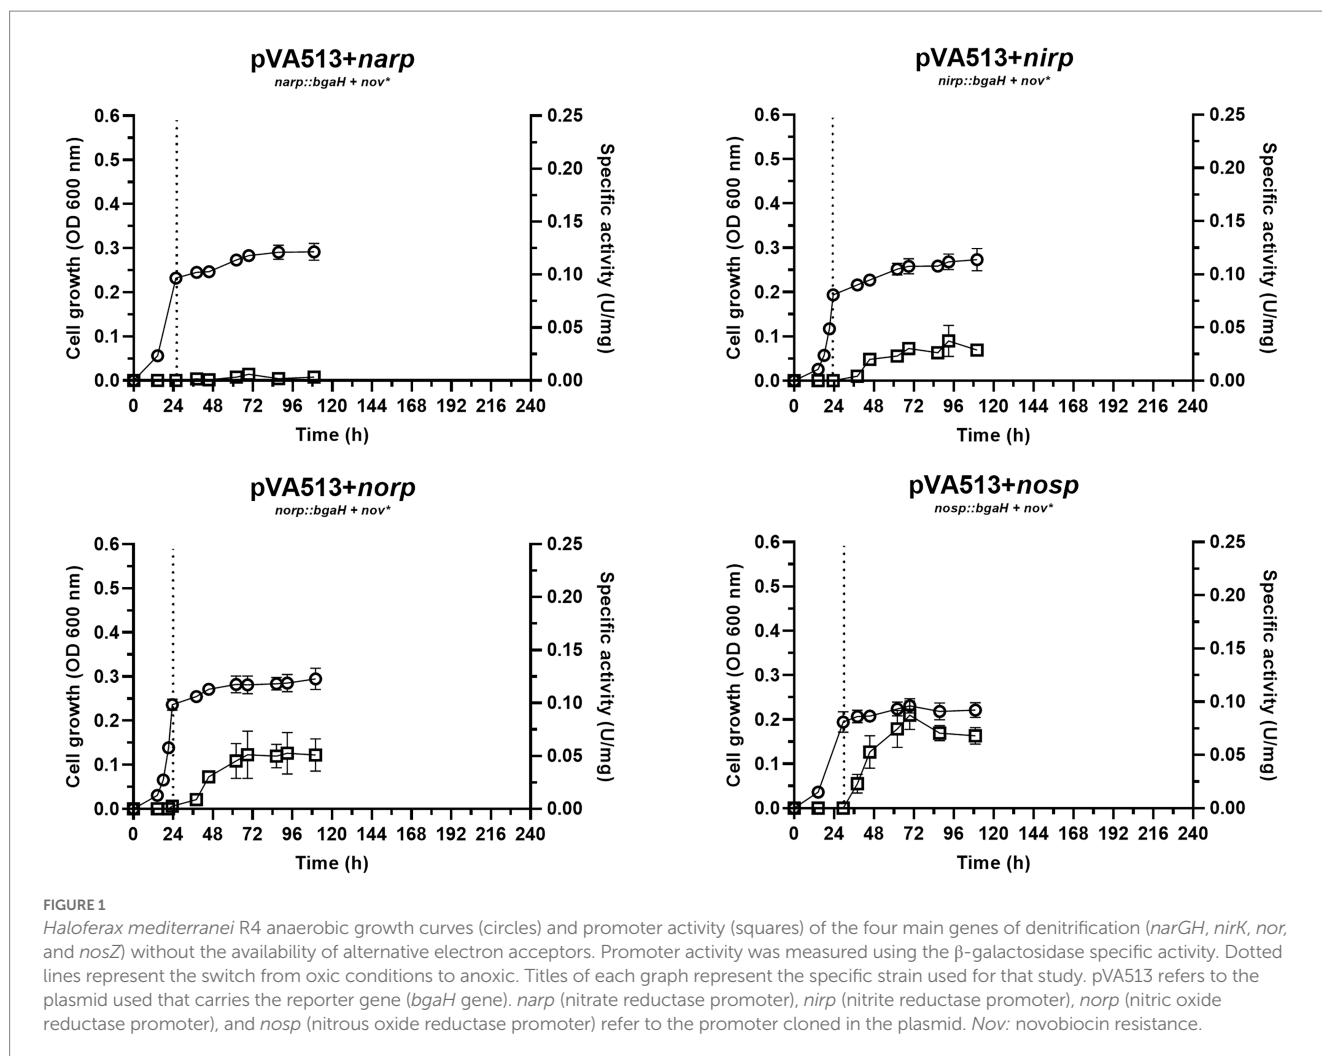 pVA513+narp
narp::bgaH + nov*
0.6
0.5
0.4
0.3
0.2
0.1
0.0
Cell growth (OD 600 nm)
0.25
0.20
0.15
0.10
0.05
0.00
Specific activity (U/mg)
0 24 48 72 96 120 144 168 192 216 240
Time (h)
pVA513+nirp
nirp::bgaH + nov*
0.6
0.5
0.4
0.3
0.2
0.1
0.0
Cell growth (OD 600 nm)
0.25
0.20
0.15
0.10
0.05
0.00
Specific activity (U/mg)
0 24 48 72 96 120 144 168 192 216 240
Time (h)
pVA513+norp
norp::bgaH + nov*
0.6
0.5
0.4
0.3
0.2
0.1
0.0
Cell growth (OD 600 nm)
0.25
0.20
0.15
0.10
0.05
0.00
Specific activity (U/mg)
0 24 48 72 96 120 144 168 192 216 240
Time (h)
pVA513+nosp
nosp::bgaH + nov*
0.6
0.5
0.4
0.3
0.2
0.1
0.0
Cell growth (OD 600 nm)
0.25
0.20
0.15
0.10
0.05
0.00
Specific activity (U/mg)
0 24 48 72 96 120 144 168 192 216 240
Time (h)
FIGURE 1
Haloferax mediterranei R4 anaerobic growth curves (circles) and promoter activity (squares) of the four main genes of denitrification (narGH, nirK, nor,
and nosZ) without the availability of alternative electron acceptors. Promoter activity was measured using the β-galactosidase specific activity. Dotted
lines represent the switch from oxic conditions to anoxic. Titles of each graph represent the specific strain used for that study. pVA513 refers to the
plasmid used that carries the reporter gene (bgaH gene). narp (nitrate reductase promoter), nirp (nitrite reductase promoter), norp (nitric oxide
reductase promoter), and nosp (nitrous oxide reductase promoter) refer to the promoter cloned in the plasmid. Nov: novobiocin resistance.